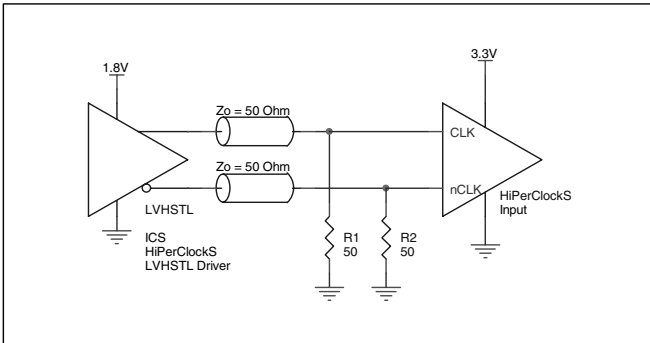 1.8V
3.3V
Zo = 50 Ohm
CLK
Zo = 50 Ohm
nCLK
HiPerClockS
Input
LVHSTL
ICS
HiPerClockS
LVHSTL Driver
R1
50
R2
50